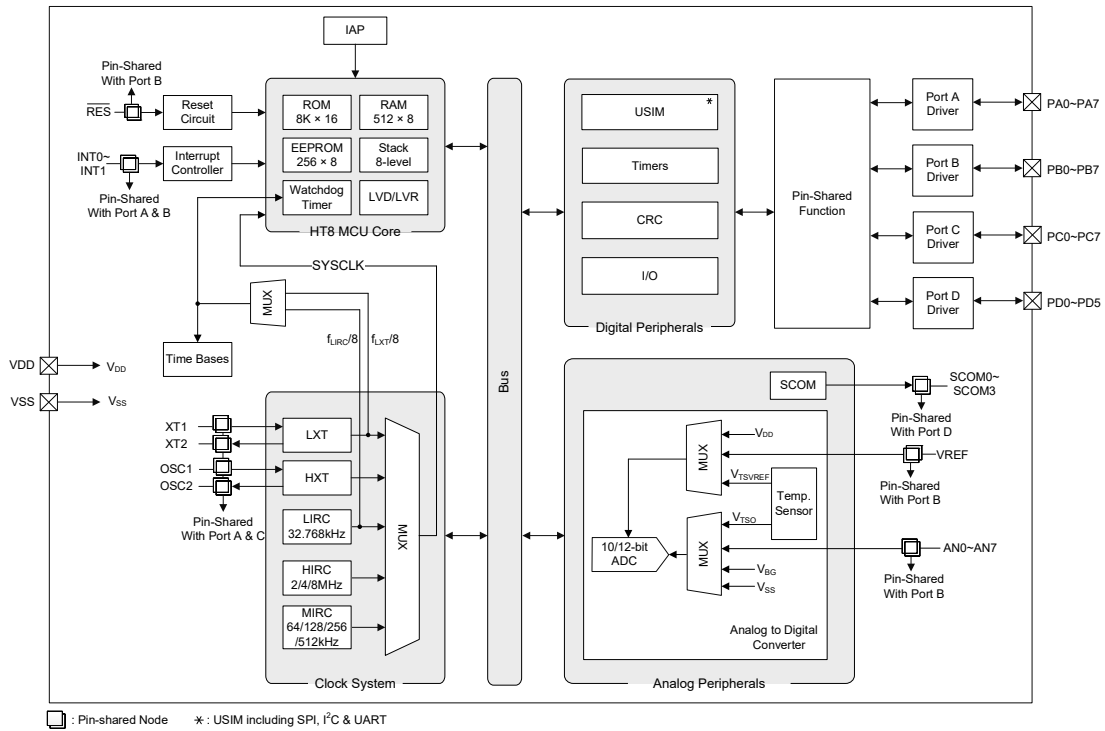 IAP
Pin-Shared
With Port B
RES
Reset
Circuit
INT0~
INT1
Interrupt
Controller
Pin-Shared
With Port A & B
ROM
8K × 16
RAM
512 × 8
EEPROM
256 × 8
Stack
8-level
Watchdog
Timer
LVD/LVR
HT8 MCU Core
SYSCLK
MUX
Time Bases
fLIRC/8
fLXT/8
VDD
VDD
VSS
VSS
XT1
XT2
OSC1
OSC2
Pin-Shared
With Port A & C
LXT
HXT
LIRC
32.768kHz
HIRC
2/4/8MHz
MIRC
64/128/256
/512kHz
MUX
Clock System
Bus
USIM
*
Timers
CRC
I/O
Digital Peripherals
Pin-Shared
Function
Port A
Driver
PA0~PA7
Port B
Driver
PB0~PB7
Port C
Driver
PC0~PC7
Port D
Driver
PD0~PD5
SCOM
SCOM0~
SCOM3
Pin-Shared
With Port D
VDD
MUX
VREF
Pin-Shared
With Port B
VTSVREF
Temp.
Sensor
VTSO
MUX
10/12-bit
ADC
AN0~AN7
Pin-Shared
With Port B
VBG
VSS
Analog to Digital
Converter
Analog Peripherals
: Pin-shared Node
* : USIM including SPI, I²C & UART